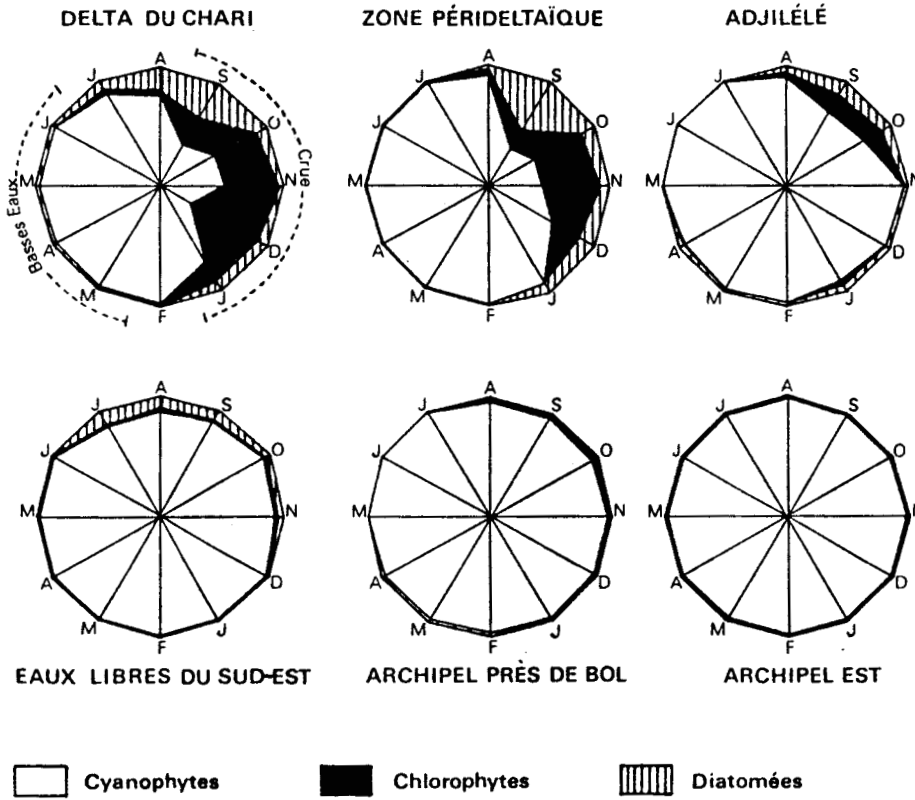 DELTA DU CHARI
ZONE PÉRIDELTAÏQUE
ADJILÉLÉ
A
S
O
N
D
J
F
M
A
M
J
J
Basses Eaux
Crue
A
S
O
N
D
J
F
M
A
M
J
J
A
S
O
N
D
J
F
M
A
M
J
J
A
S
O
N
D
J
F
M
A
M
J
J
A
S
O
N
D
J
F
M
A
M
J
J
A
S
O
D
J
F
M
A
M
J
J
EAUX LIBRES DU SUD-EST
ARCHIPEL PRÈS DE BOL
ARCHIPEL EST
Cyanophytes
Chlorophytes
Diatomées